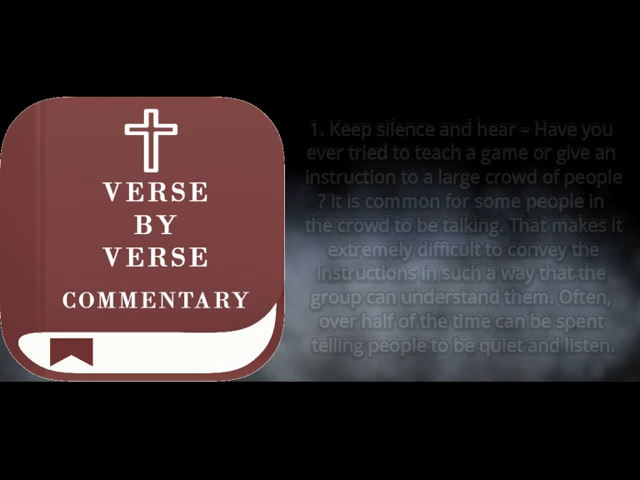 VERSE
BY
VERSE
COMMENTARY
1. Keep silence and hear – Have you
ever tried to teach a game or give an
instruction to a large crowd of people
? It is common for some people in
the crowd to be talking. That makes it
extremely difficult to convey the
instructions in such a way that the
group can understand them. Often,
over half of the time can be spent
telling people to be quiet and listen.